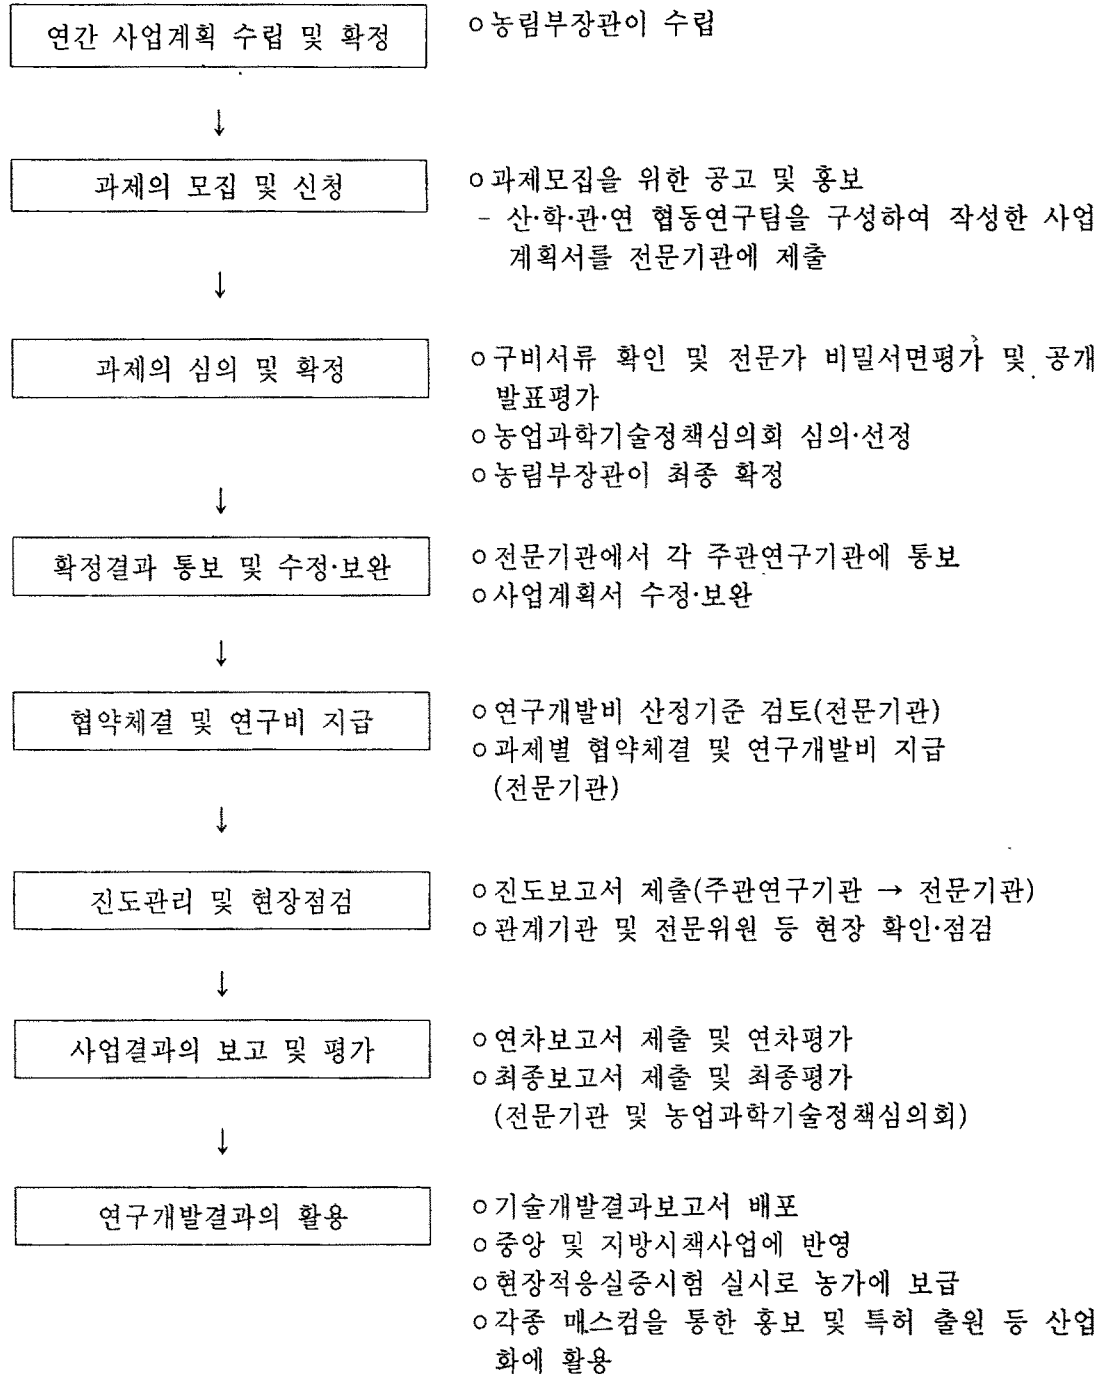 연간 사업계획 수립 및 확정
ㅇ농림부장관이 수립
↓
과제의 모집 및 신청
ㅇ과제모집을 위한 공고 및 홍보
- 산·학·관·연 협동연구팀을 구성하여 작성한 사업
계획서를 전문기관에 제출
↓
과제의 심의 및 확정
ㅇ구비서류 확인 및 전문가 비밀서면평가 및 공개
발표평가
ㅇ농업과학기술정책심의회 심의·선정
ㅇ농림부장관이 최종 확정
↓
확정결과 통보 및 수정·보완
ㅇ전문기관에서 각 주관연구기관에 통보
ㅇ사업계획서 수정·보완
↓
협약체결 및 연구비 지급
ㅇ연구개발비 산정기준 검토(전문기관)
ㅇ과제별 협약체결 및 연구개발비 지급
(전문기관)
↓
진도관리 및 현장점검
ㅇ진도보고서 제출(주관연구기관 → 전문기관)
ㅇ관계기관 및 전문위원 등 현장 확인·점검
↓
사업결과의 보고 및 평가
ㅇ연차보고서 제출 및 연차평가
ㅇ최종보고서 제출 및 최종평가
(전문기관 및 농업과학기술정책심의회)
↓
연구개발결과의 활용
ㅇ기술개발결과보고서 배포
ㅇ중앙 및 지방시책사업에 반영
ㅇ현장적응실증시험 실시로 농가에 보급
ㅇ각종 매스컴을 통한 홍보 및 특허 출원 등 산업
화에 활용